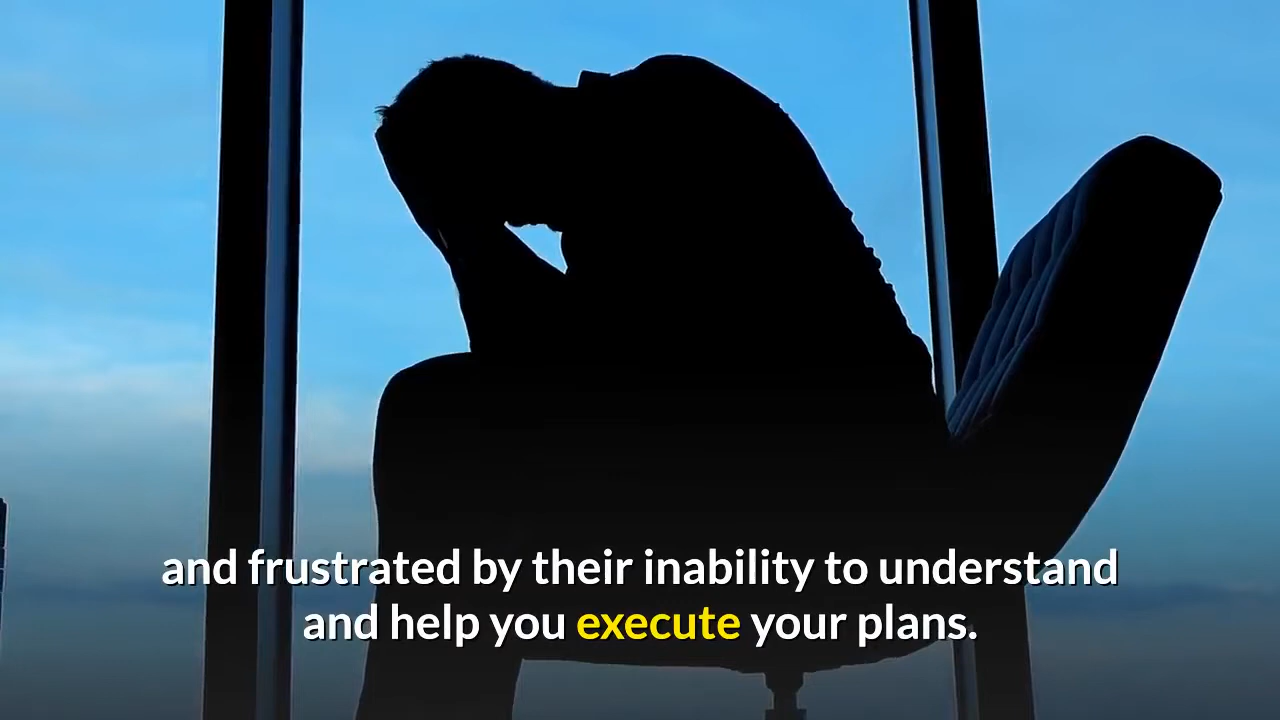 and frustrated by their inability to understand
and help you execute your plans.